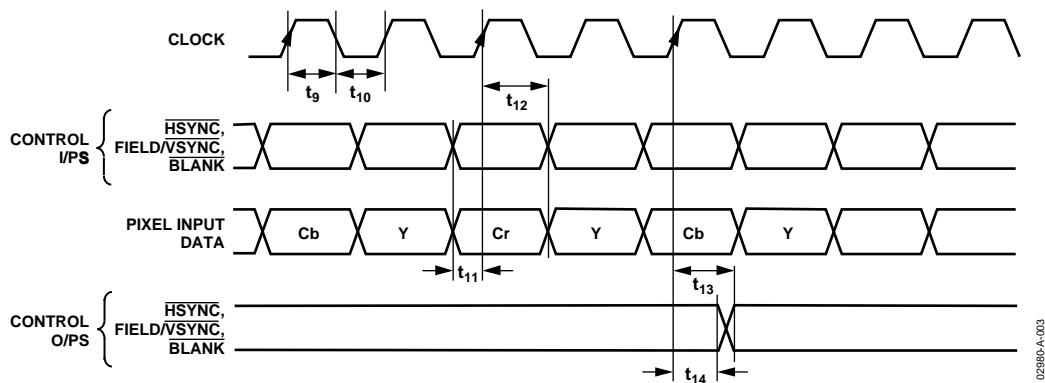 CLOCK
t9
t10
t12
CONTROL
I/PS
HSYNC,
FIELD/VSYNC,
BLANK
PIXEL INPUT
DATA
Cb
Y
Cr
Y
Cb
Y
t11
t13
CONTROL
O/PS
HSYNC,
FIELD/VSYNC,
BLANK
t14
02980-A-003